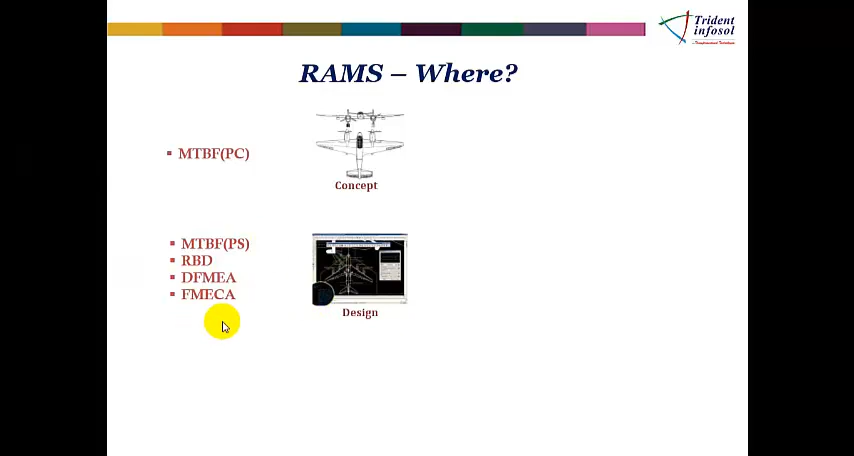 Trident
infosol
RAMS – Where?
▪ MTBF(PC)
Concept
▪ MTBF(PS)
▪ RBD
▪ DFMEA
▪ FMECA
Design